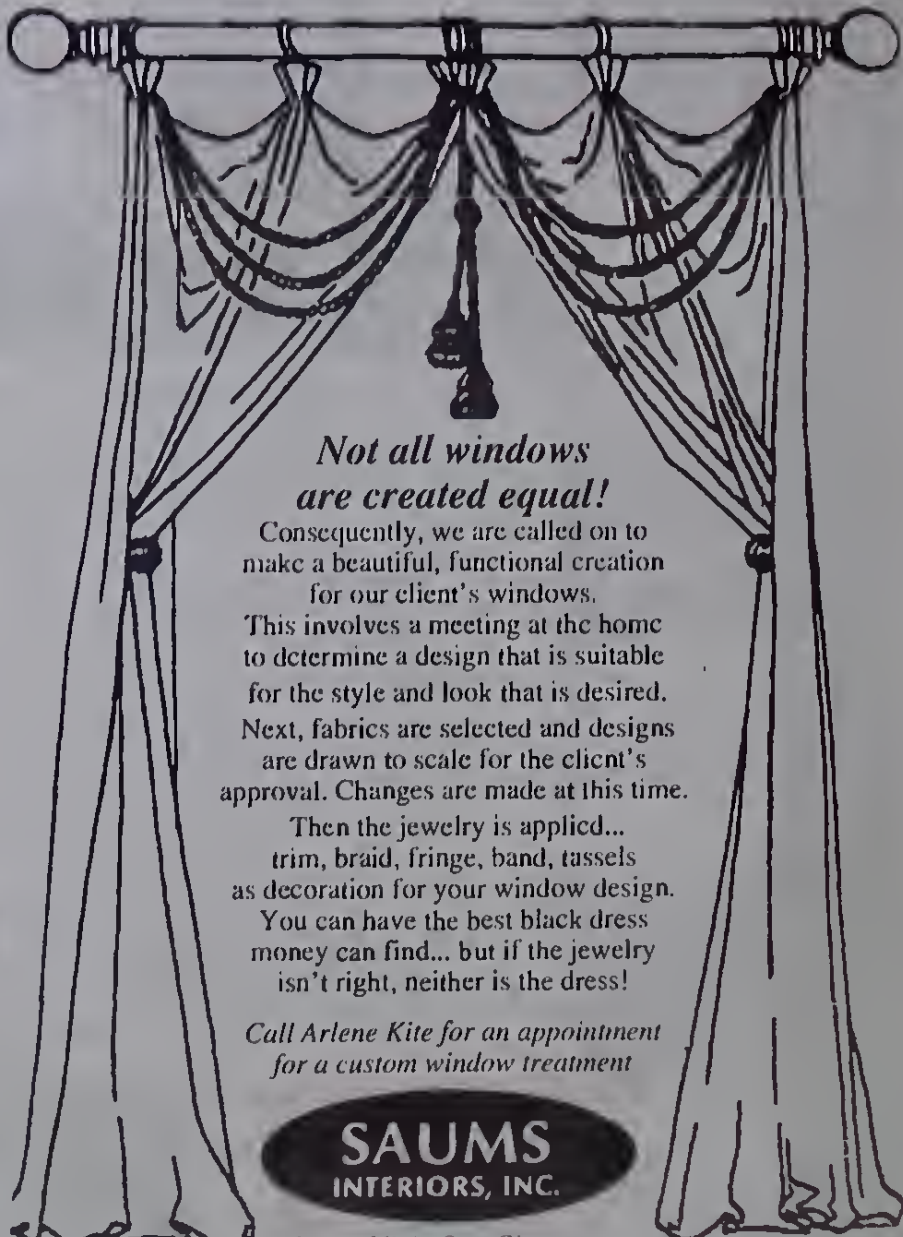 Not all windows
are created equal!
Consequently, we are called on to
make a beautiful, functional creation
for our client's windows.
This involves a meeting at the home
to determine a design that is suitable
for the style and look that is desired.
Next, fabrics are selected and designs
are drawn to scale for the client's
approval. Changes are made at this time.
Then the jewelry is applied...
trim, braid, fringe, band, tassels
as decoration for your window design.
You can have the best black dress
money can find... but if the jewelry
isn't right, neither is the dress!
Call Arlene Kite for an appointment
for a custom window treatment
SAUMS
INTERIORS, INC.